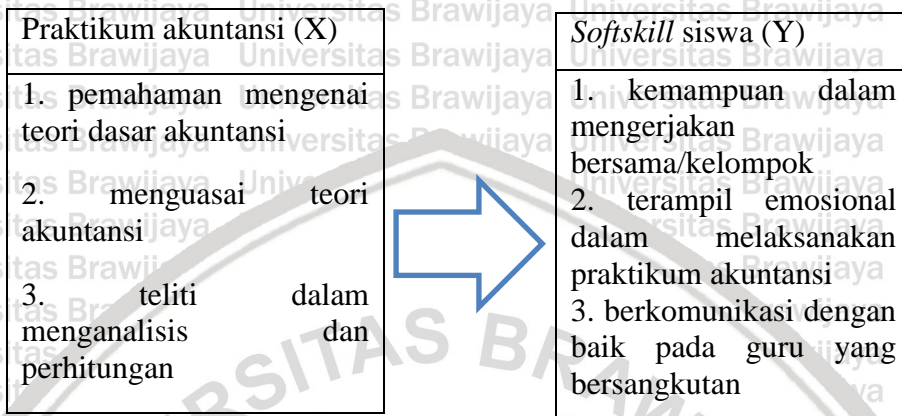 Praktikum akuntansi (X)
1. pemahaman mengenai
teori dasar akuntansi
2. menguasai teori
akuntansi
3. teliti dalam
menganalisis dan
perhitungan
Softskill siswa (Y)
1. kemampuan dalam
mengerjakan
bersama/kelompok
2. terampil emosional
dalam melaksanakan
praktikum akuntansi
3. berkomunikasi dengan
baik pada guru yang
bersangkutan